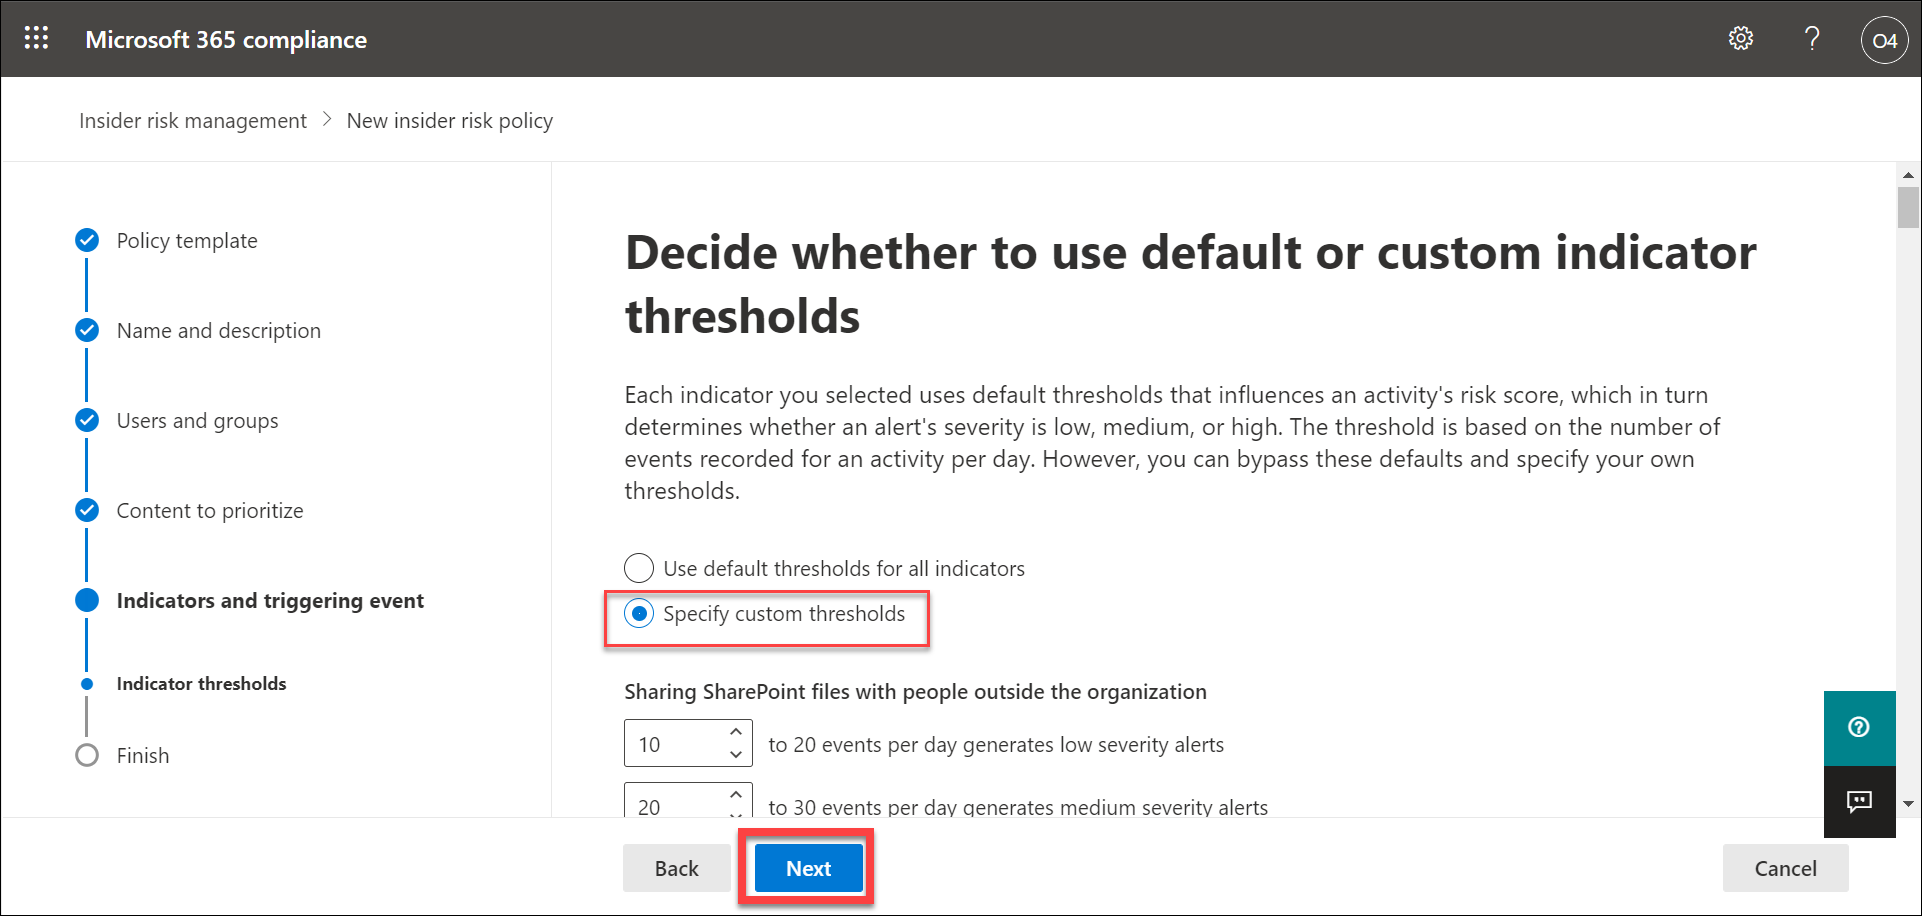 Microsoft 365 compliance
?
O4
Insider risk management > New insider risk policy
Policy template
Name and description
Users and groups
Content to prioritize
Indicators and triggering event
Indicator thresholds
Finish
Decide whether to use default or custom indicator
thresholds
Each indicator you selected uses default thresholds that influences an activity's risk score, which in turn
determines whether an alert's severity is low, medium, or high. The threshold is based on the number of
events recorded for an activity per day. However, you can bypass these defaults and specify your own
thresholds.
Use default thresholds for all indicators
Specify custom thresholds
Sharing SharePoint files with people outside the organization
10 to 20 events per day generates low severity alerts
20 to 30 events per day generates medium severity alerts
Back
Next
Cancel